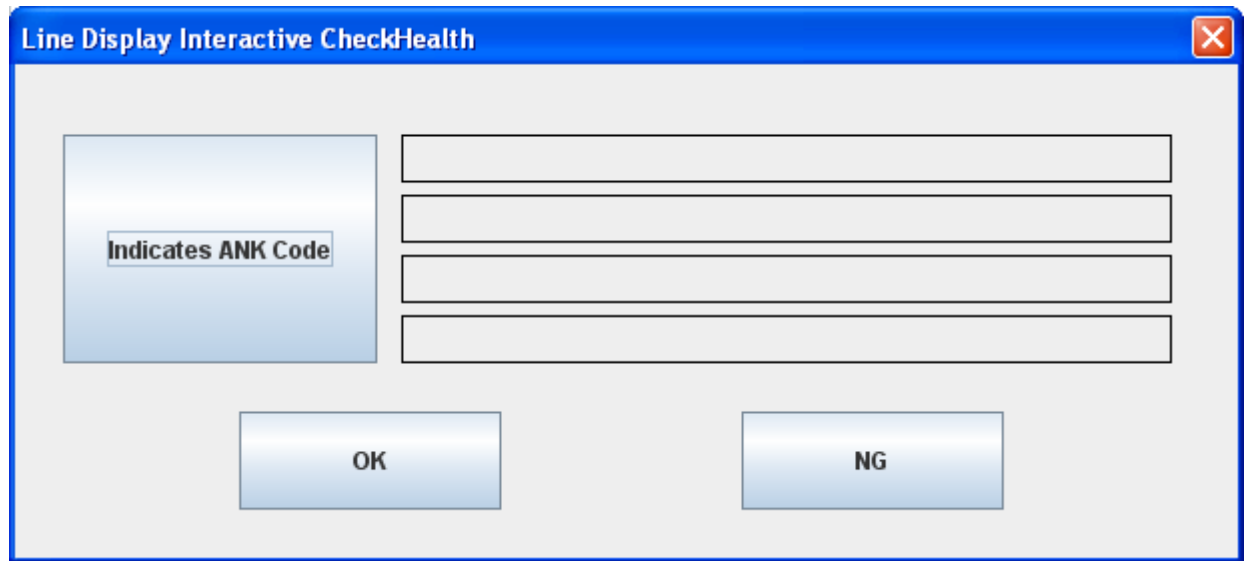 Line Display Interactive CheckHealth
Indicates ANK Code
OK
NG